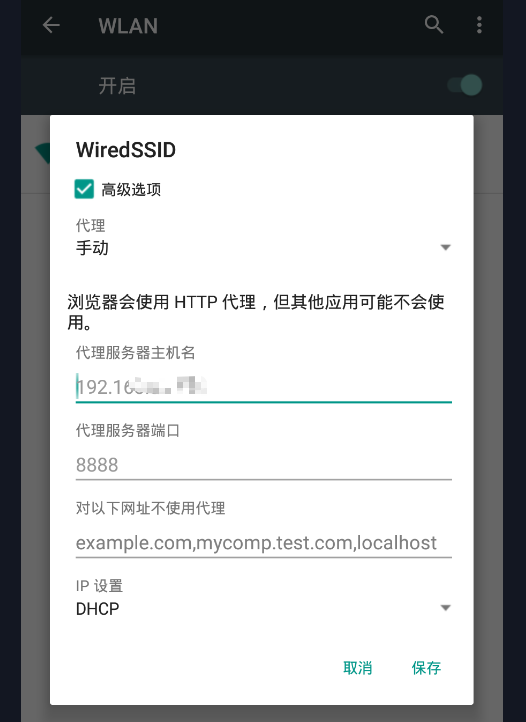 WLAN
开启
WiredSSID
高级选项
代理
手动
浏览器会使用 HTTP 代理，但其他应用可能不会使
用。
代理服务器主机名
192.16
代理服务器端口
8888
对以下网址不使用代理
example.com,mycomp.test.com,localhost
IP 设置
DHCP
取消
保存